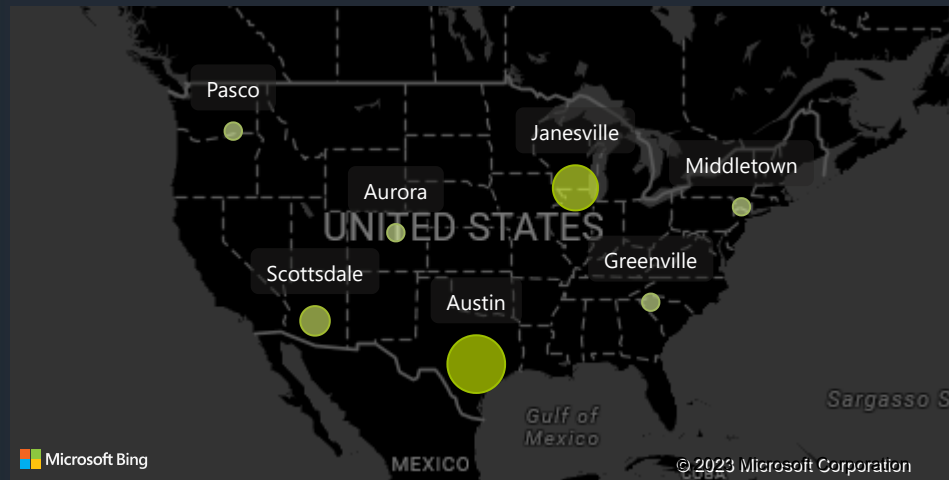 Pasco
Janesville
Middletown
Aurora
UNITED STATES
Greenville
Scottsdale
Austin
Sargasso S
Gulf of
Mexico
Microsoft Bing
MEXICO
© 2023 Microsoft Corporation
CUBA